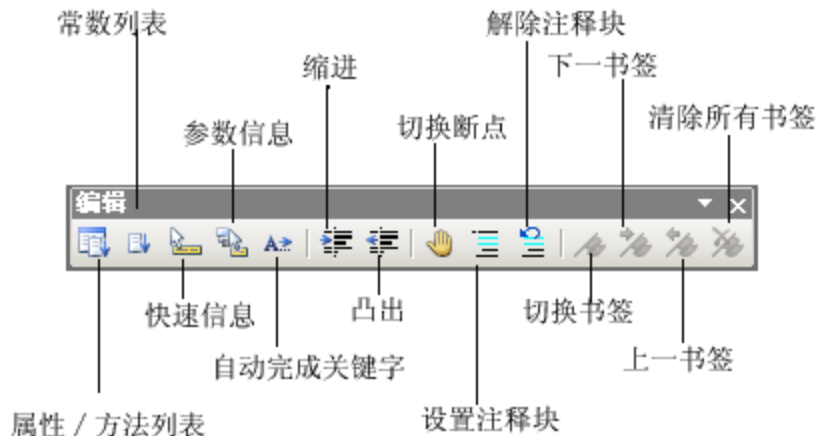 常数列表
解除注释块
缩进
下一书签
清除所有书签
参数信息
切换断点
编辑
快速信息
凸出
切换书签
自动完成关键字
上一书签
属性 / 方法列表
设置注释块